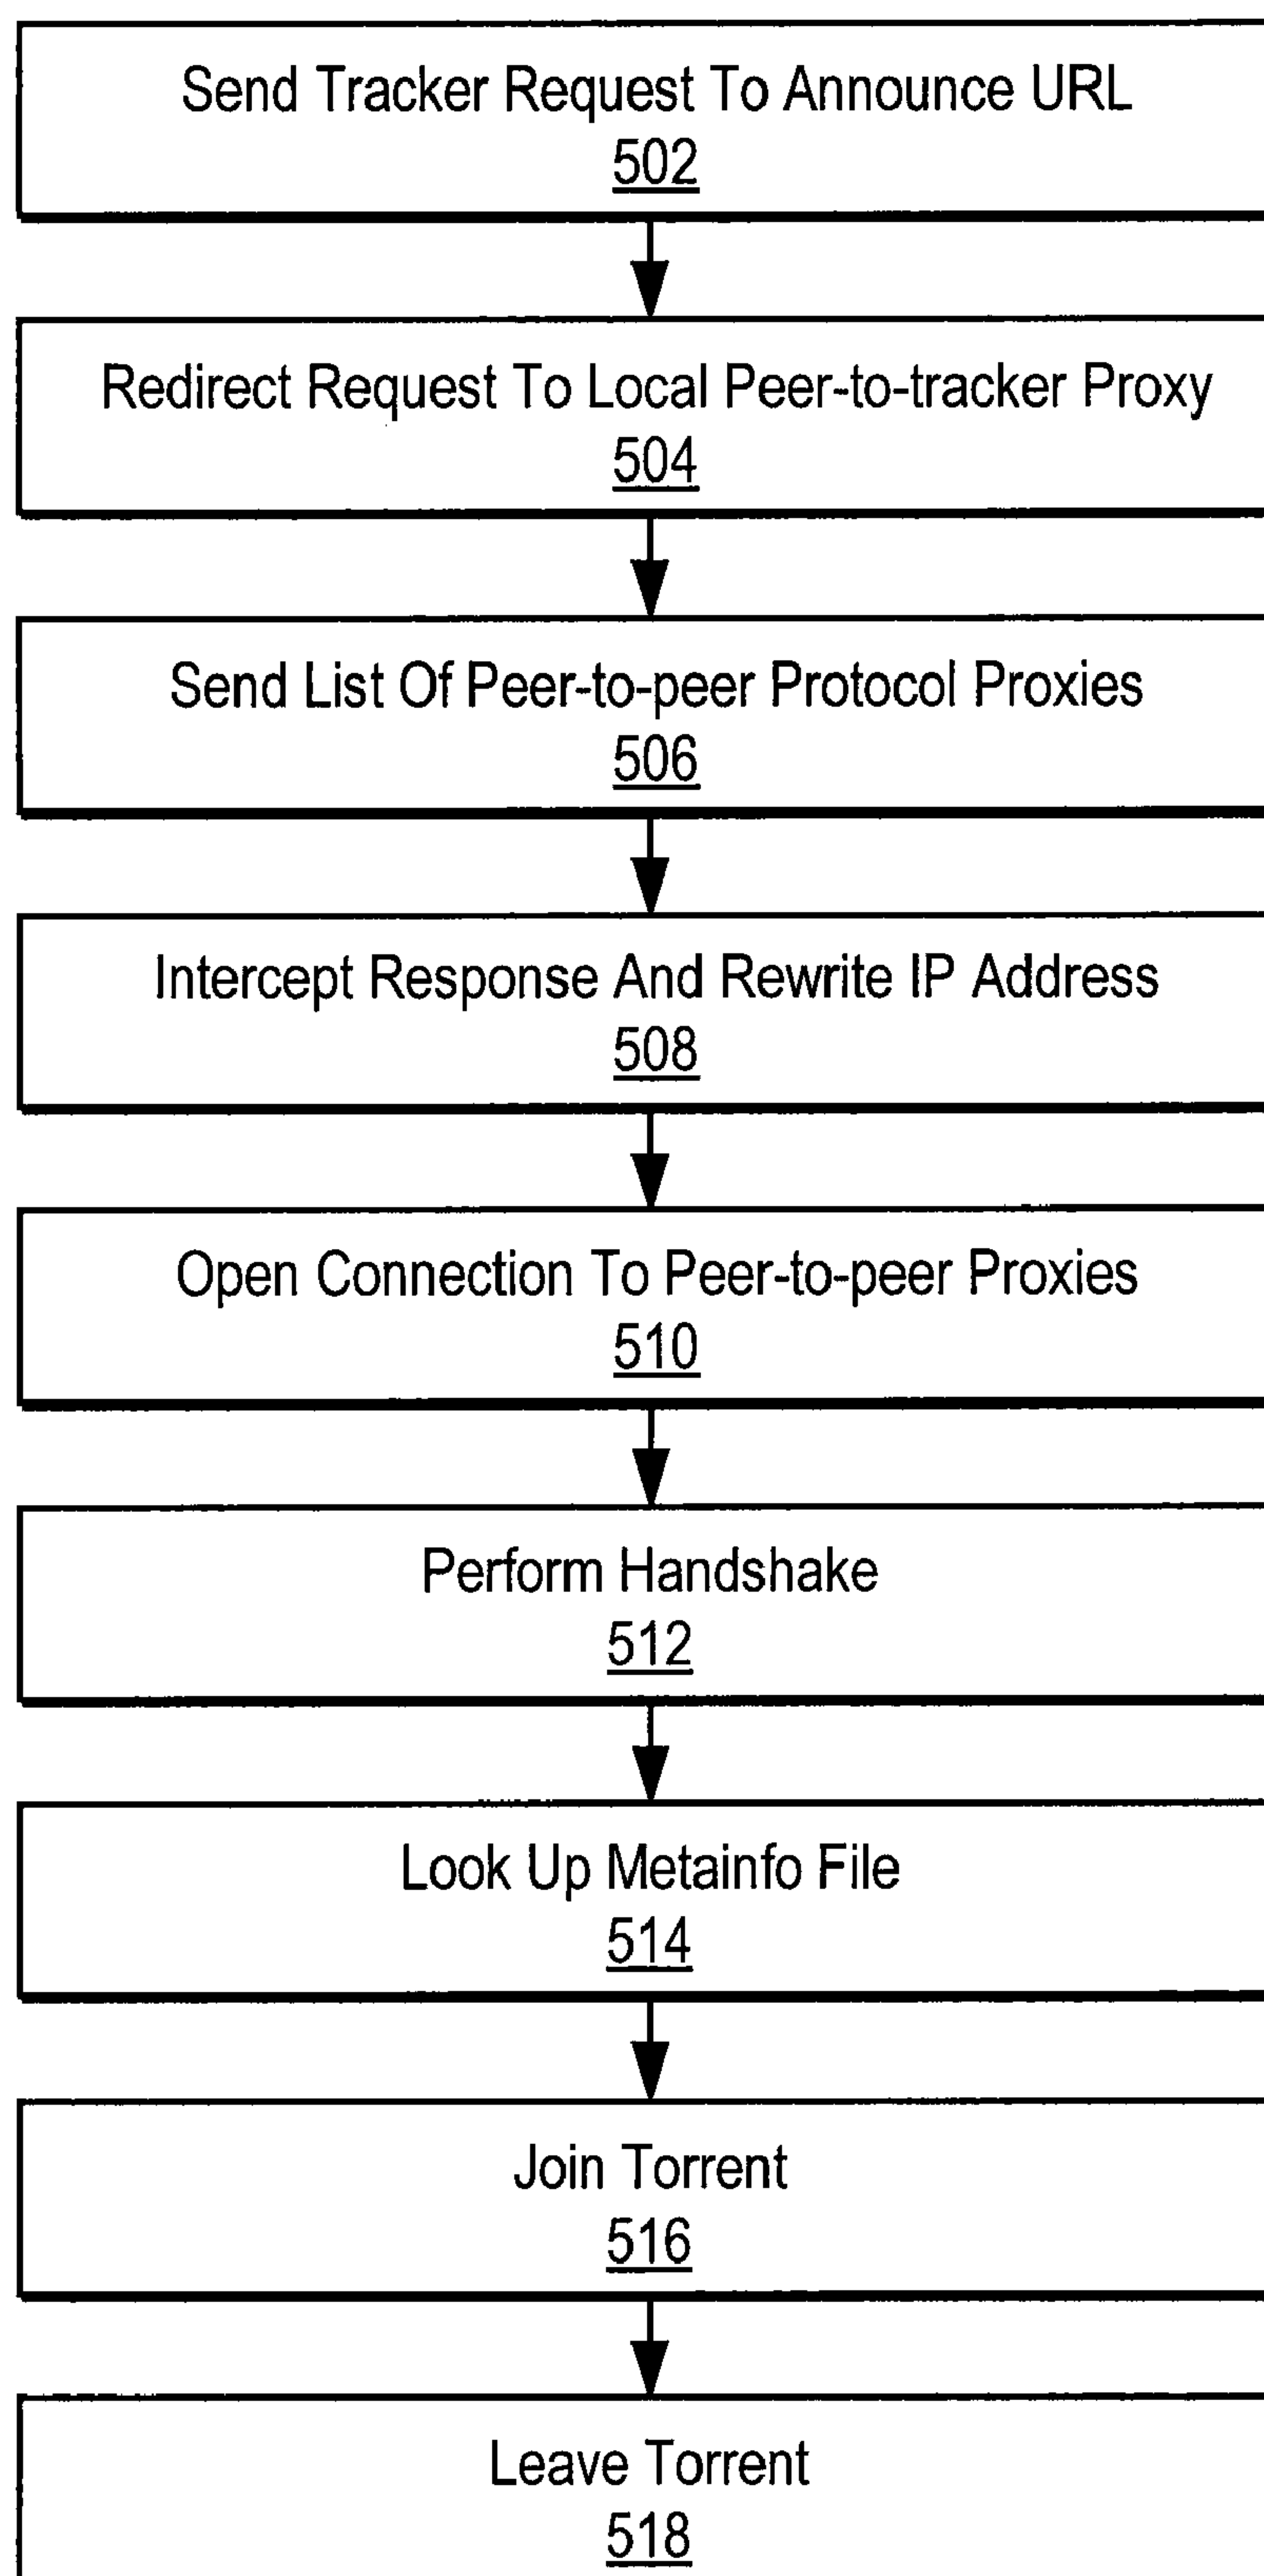 Send Tracker Request To Announce URL
502
Redirect Request To Local Peer-to-tracker Proxy
504
Send List Of Peer-to-peer Protocol Proxies
506
Intercept Response And Rewrite IP Address
508
Open Connection To Peer-to-peer Proxies
510
Perform Handshake
512
Look Up Metainfo File
514
Join Torrent
516
Leave Torrent
518